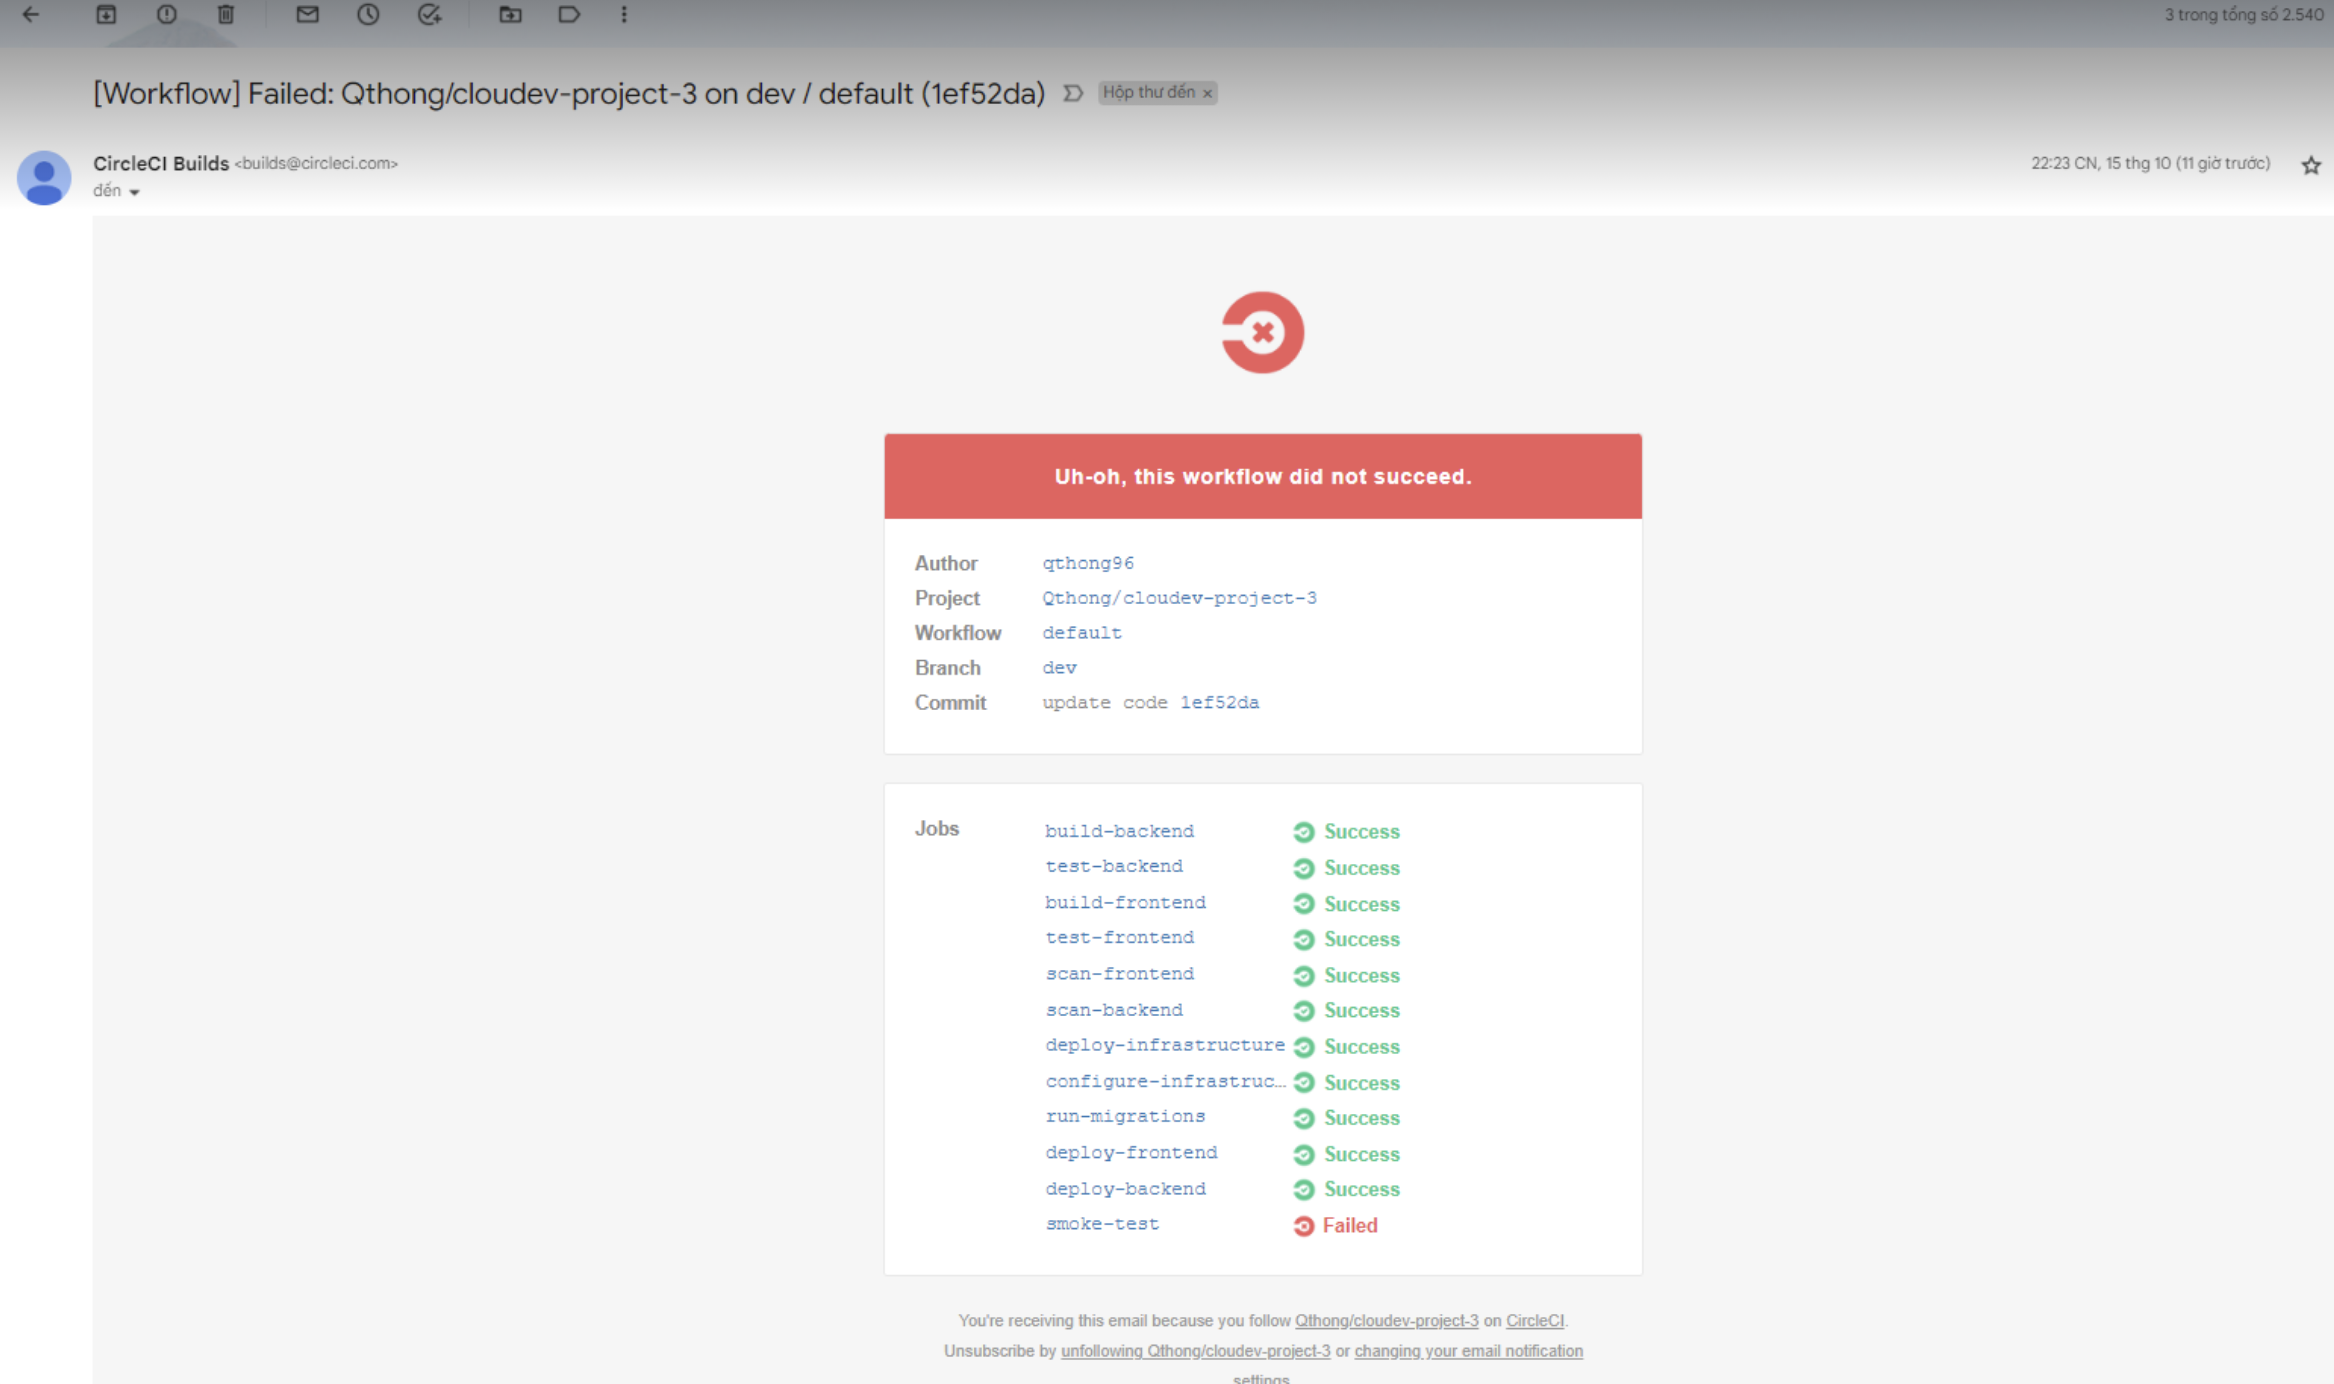 3 trong tổng số 2.540
[Workflow] Failed: Qthong/cloudev-project-3 on dev / default (1ef52da) Hộp thư đến ×
CircleCI Builds <builds@circleci.com> 22:23 CN, 15 thg 10 (11 giờ trước)
đến
Uh-oh, this workflow did not succeed.
Author qthong96
Project Qthong/cloudev-project-3
Workflow default
Branch dev
Commit update code 1ef52da
Jobs build-backend Success
test-backend Success
build-frontend Success
test-frontend Success
scan-frontend Success
scan-backend Success
deploy-infrastructure Success
configure-infrastruc… Success
run-migrations Success
deploy-frontend Success
deploy-backend Success
smoke-test Failed
You're receiving this email because you follow Qthong/cloudev-project-3 on CircleCI.
Unsubscribe by unfollowing Qthong/cloudev-project-3 or changing your email notification
settings